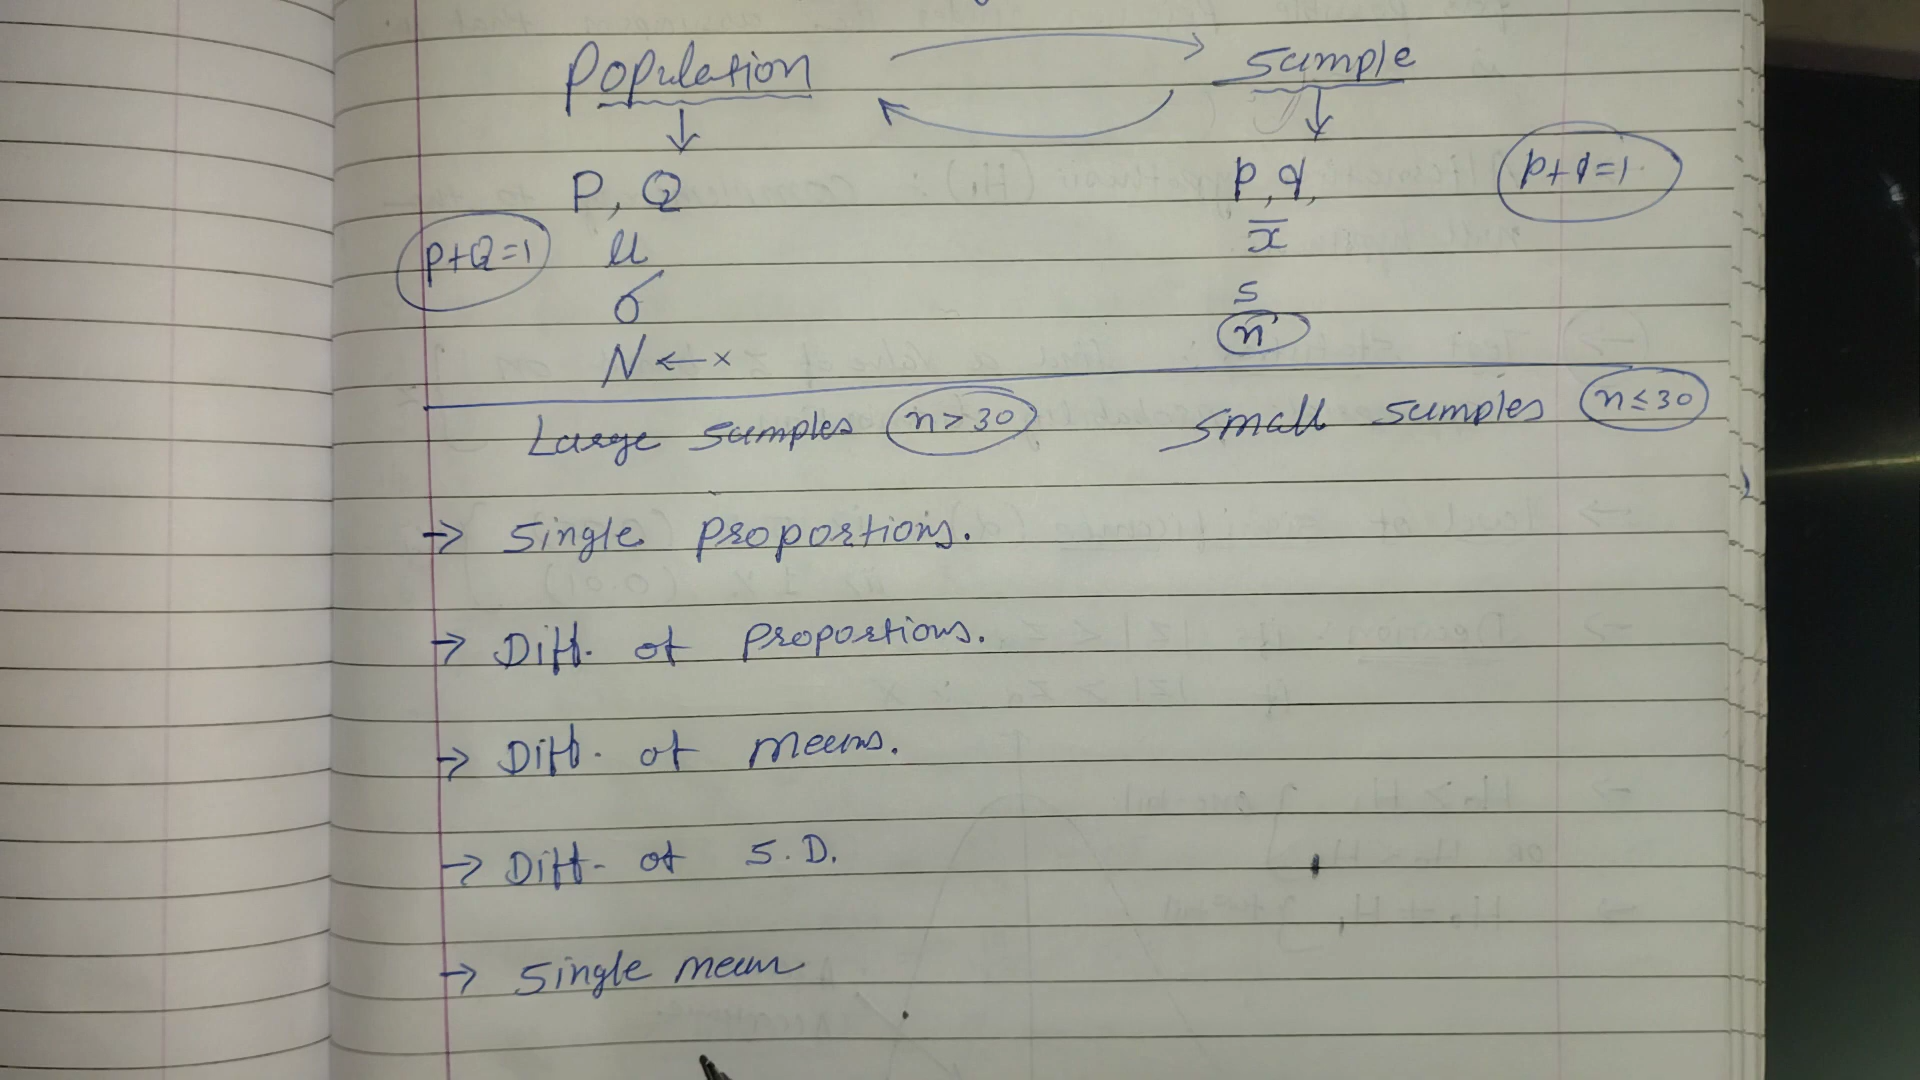 Population → Sample
↓ ↓
P, Q p, q, p+q=1.
P+Q=1 μ x̄
σ s
N ← × n
Large samples n>30 Small samples n≤30
→ Single proportions.
→ Diff. of proportions.
→ Diff. of means.
→ Diff. of S.D.
→ Single mean